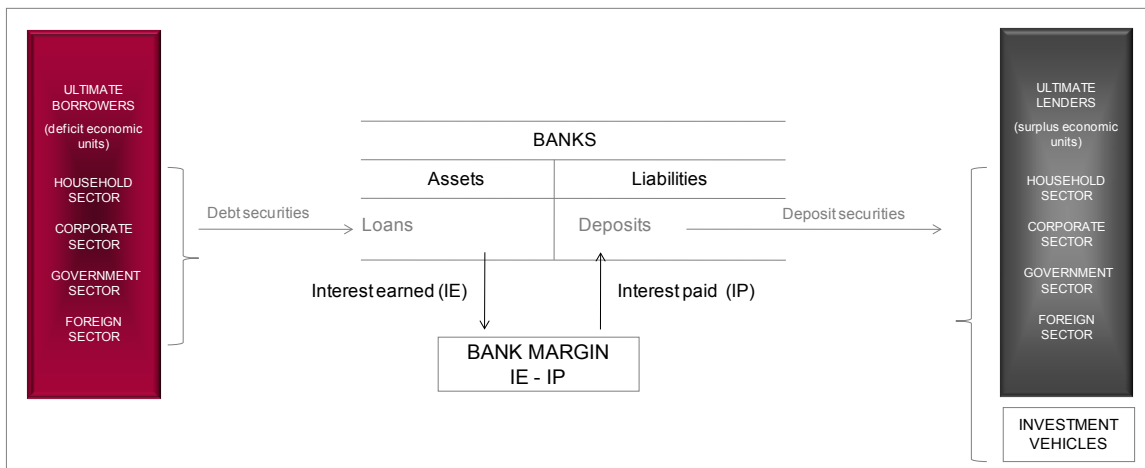 ULTIMATE
BORROWERS
(deficit economic
units)
HOUSEHOLD
SECTOR
CORPORATE
SECTOR
GOVERNMENT
SECTOR
FOREIGN
SECTOR
Debt securities
BANKS
Assets
Liabilities
Loans
Deposits
Interest earned (IE)
Interest paid (IP)
BANK MARGIN
IE - IP
Deposit securities
ULTIMATE
LENDERS
(surplus economic
units)
HOUSEHOLD
SECTOR
CORPORATE
SECTOR
GOVERNMENT
SECTOR
FOREIGN
SECTOR
INVESTMENT
VEHICLES